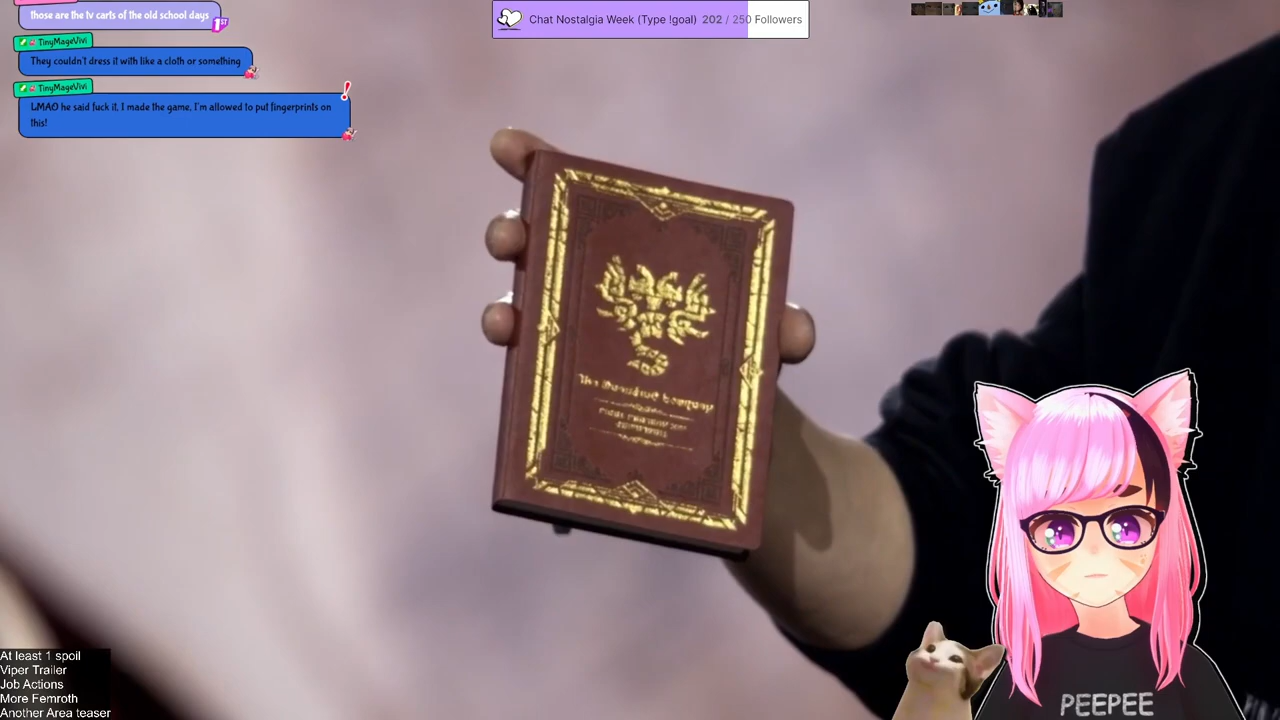 those are the tv carts of the old school days
1ST
TinyMageVivi
They couldn't dress it with like a cloth or something
TinyMageVivi
LMAO he said fuck it, I made the game, I'm allowed to put fingerprints on
this!
Chat Nostalgia Week (Type !goal) 202 / 250 Followers
At least 1 spoil
Viper Trailer
Job Actions
More Femroth
Another Area teaser
PEEPEE